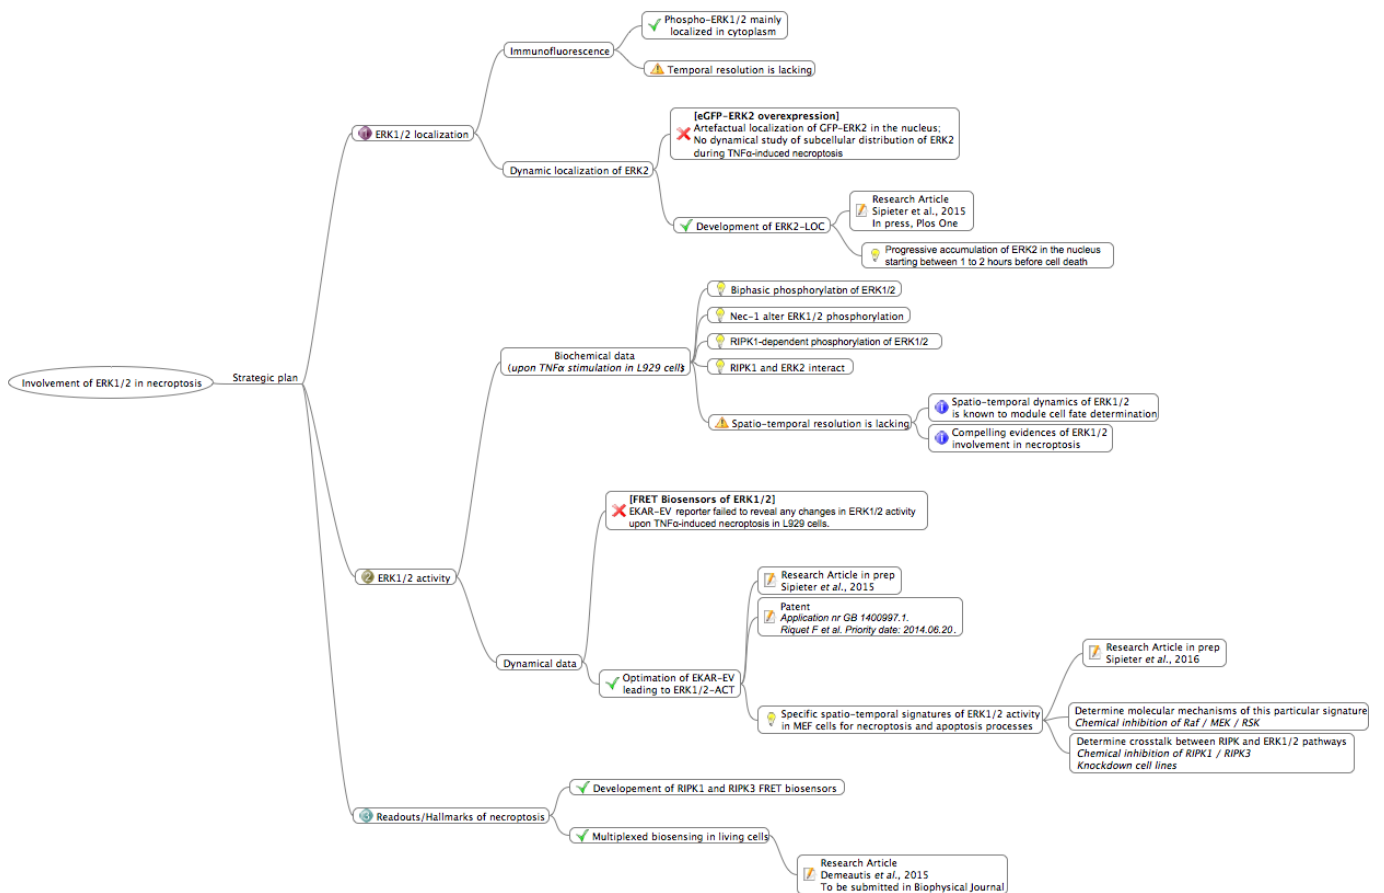 Involvement of ERK1/2 in necroptosis
Strategic plan
1 ERK1/2 localization
Immunofluorescence
Phospho-ERK1/2 mainly
localized in cytoplasm
Temporal resolution is lacking
Dynamic localization of ERK2
[eGFP-ERK2 overexpression]
Artefactual localization of GFP-ERK2 in the nucleus;
No dynamical study of subcellular distribution of ERK2
during TNFα-induced necroptosis
Development of ERK2-LOC
Research Article
Sipieter et al., 2015
In press, Plos One
Progressive accumulation of ERK2 in the nucleus
starting between 1 to 2 hours before cell death
2 ERK1/2 activity
Biochemical data
(upon TNFα stimulation in L929 cells)
Biphasic phosphorylation of ERK1/2
Nec-1 alter ERK1/2 phosphorylation
RIPK1-dependent phosphorylation of ERK1/2
RIPK1 and ERK2 interact
Spatio-temporal resolution is lacking
Spatio-temporal dynamics of ERK1/2
is known to module cell fate determination
Compelling evidences of ERK1/2
involvement in necroptosis
Dynamical data
[FRET Biosensors of ERK1/2]
EKAR-EV reporter failed to reveal any changes in ERK1/2 activity
upon TNFα-induced necroptosis in L929 cells.
Optimation of EKAR-EV
leading to ERK1/2-ACT
Research Article in prep
Sipieter et al., 2015
Patent
Application nr GB 1400997.1.
Riquet F et al. Priority date: 2014.06.20.
Specific spatio-temporal signatures of ERK1/2 activity
in MEF cells for necroptosis and apoptosis processes
Research Article in prep
Sipieter et al., 2016
Determine molecular mechanisms of this particular signature
Chemical inhibition of Raf / MEK / RSK
Determine crosstalk between RIPK and ERK1/2 pathways
Chemical inhibition of RIPK1 / RIPK3
Knockdown cell lines
3 Readouts/Hallmarks of necroptosis
Developement of RIPK1 and RIPK3 FRET biosensors
Multiplexed biosensing in living cells
Research Article
Demeautis et al., 2015
To be submitted in Biophysical Journal